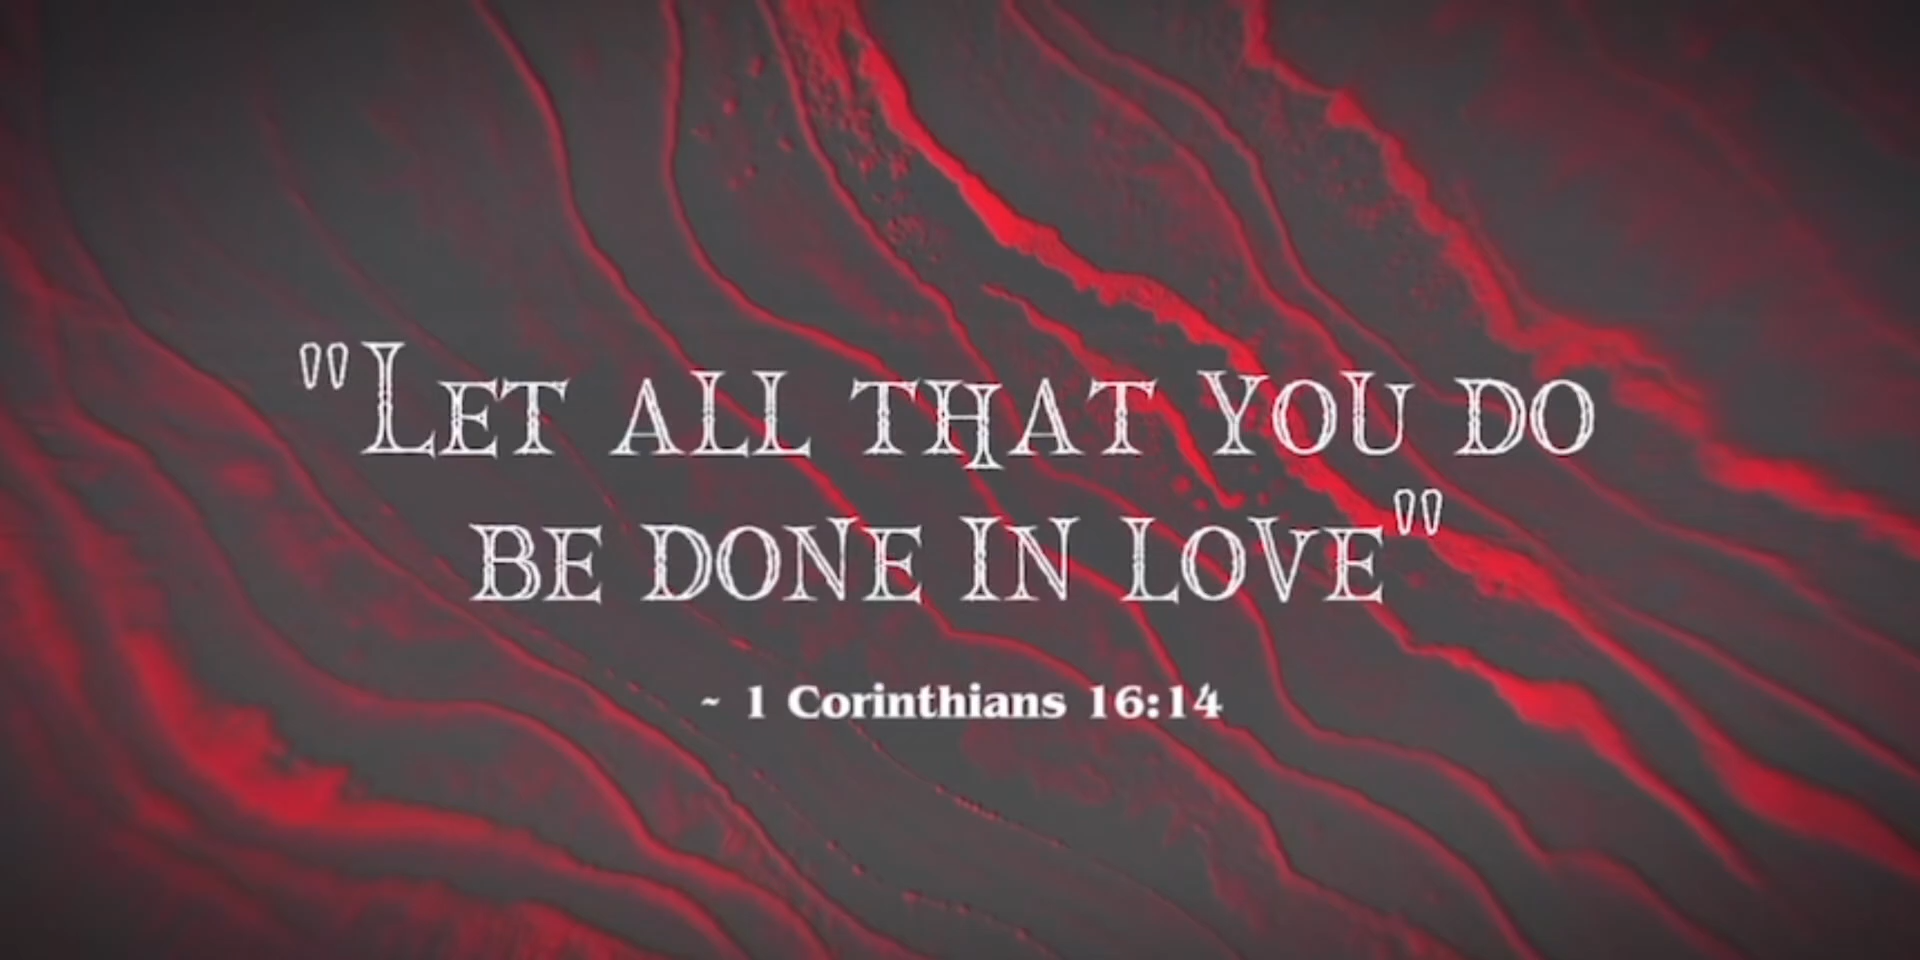 "Let all that you do
be done in love"
~ 1 Corinthians 16:14